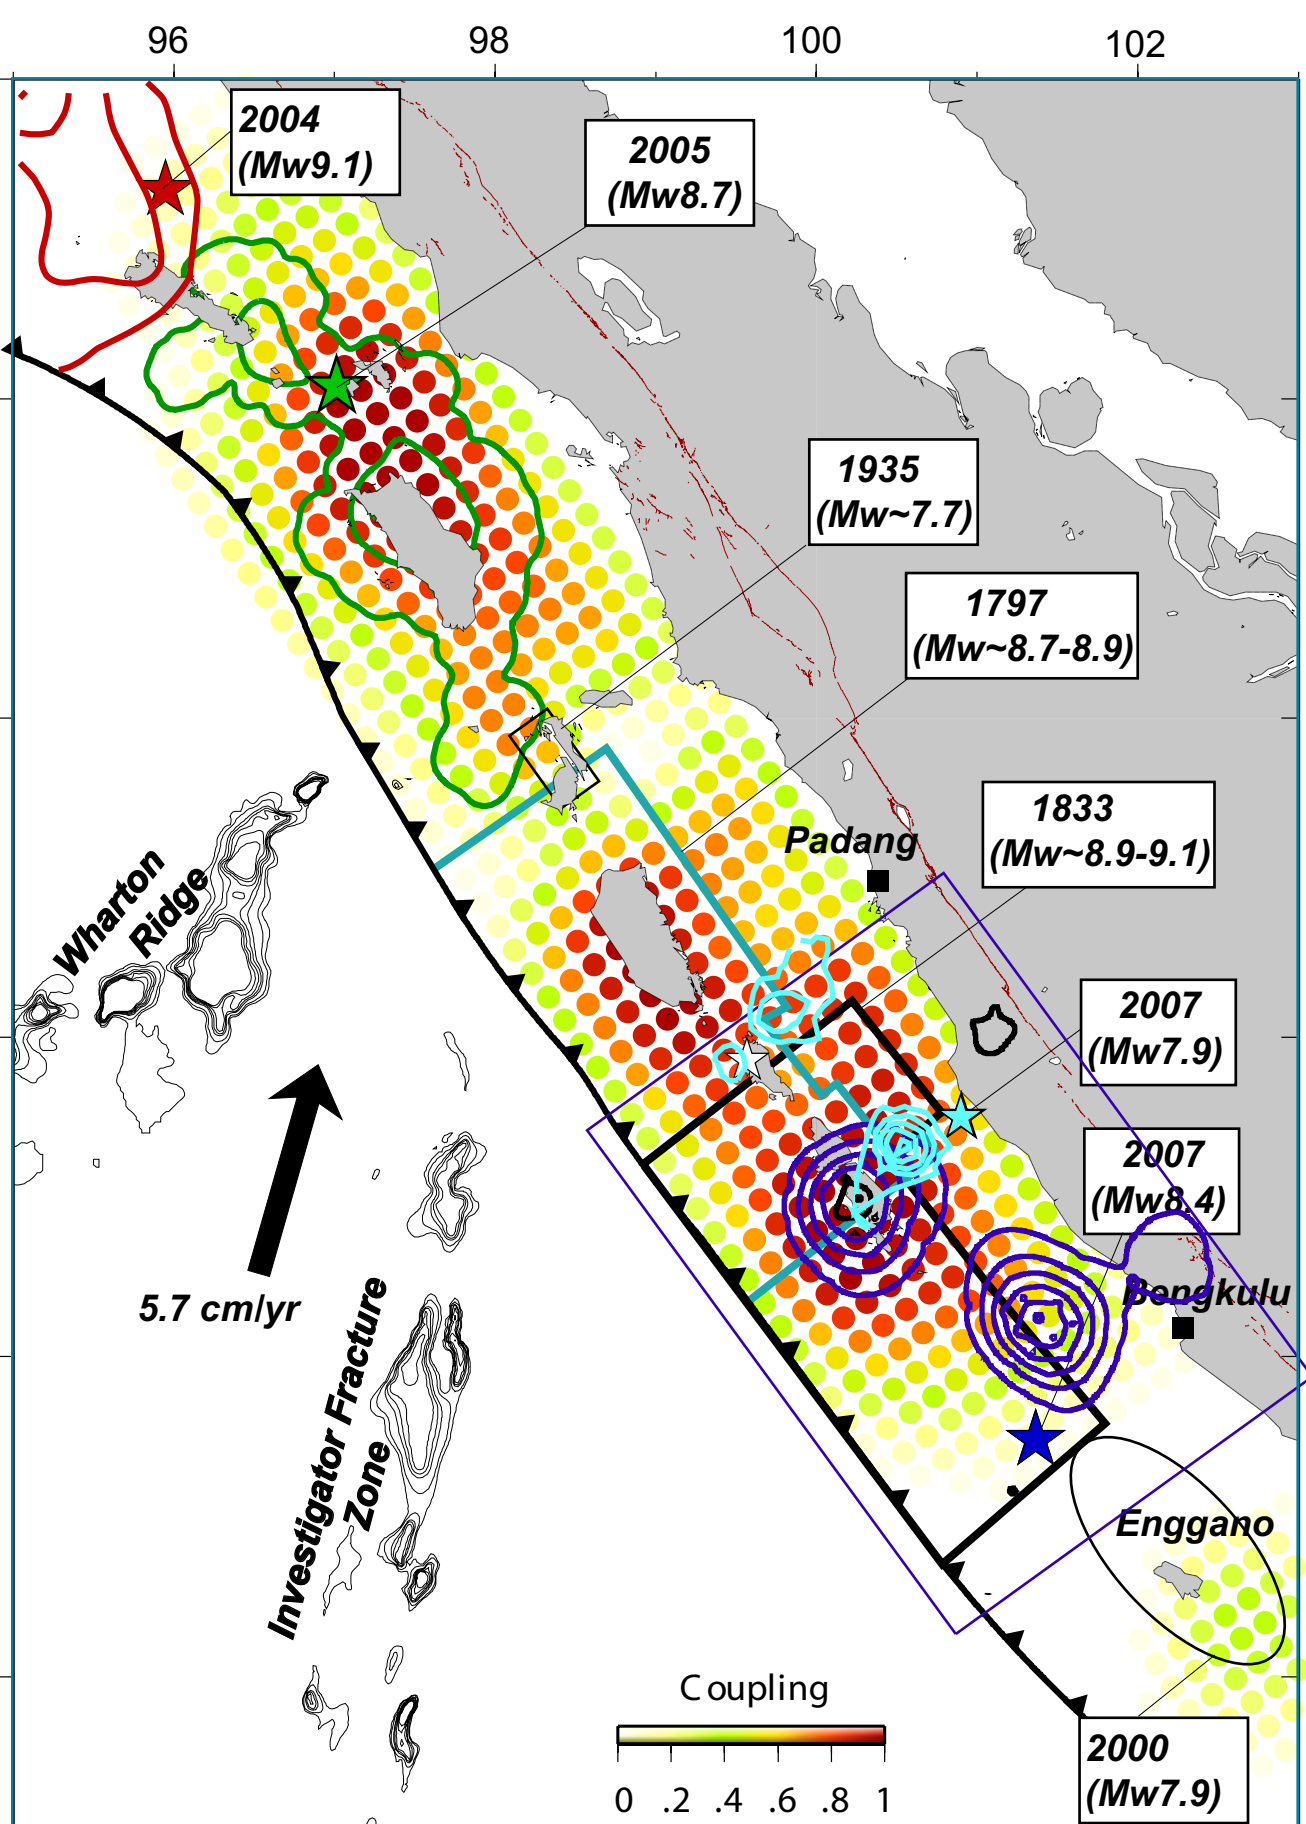 96 98 100 102
2004
(Mw9.1)
2005
(Mw8.7)
1935
(Mw~7.7)
1797
(Mw~8.7-8.9)
1833
(Mw~8.9-9.1)
Padang
Wharton
Ridge
2007
(Mw7.9)
2007
(Mw8.4)
5.7 cm/yr
Bengkulu
Investigator Fracture
Zone
Enggano
Coupling
0 .2 .4 .6 .8 1
2000
(Mw7.9)